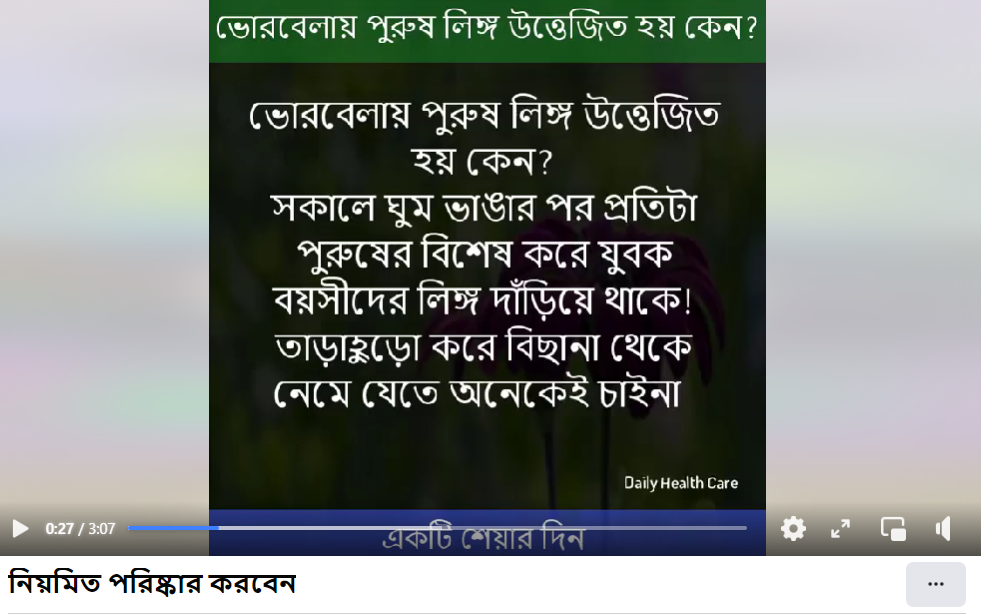 ভোরবেলায় পুরুষ লিঙ্গ উত্তেজিত হয় কেন?
ভোরবেলায় পুরুষ লিঙ্গ উত্তেজিত
হয় কেন?
সকালে ঘুম ভাঙার পর প্রতিটা
পুরুষের বিশেষ করে যুবক
বয়সীদের লিঙ্গ দাঁড়িয়ে থাকে!
তাড়াহুড়ো করে বিছানা থেকে
নেমে যেতে অনেকেই চাইনা
Daily Health Care
0:27 / 3:07
একটি শেয়ার দিন
নিয়মিত পরিষ্কার করবেন